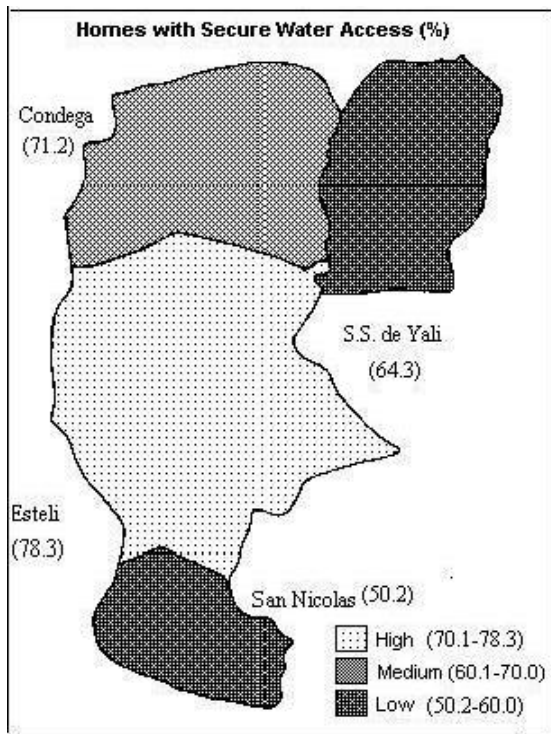 Homes with Secure Water Access (%)
Condega
(71.2)
S.S. de Yali
(64.3)
Esteli
(78.3)
San Nicolas (50.2)
High (70.1-78.3)
Medium (60.1-70.0)
Low (50.2-60.0)